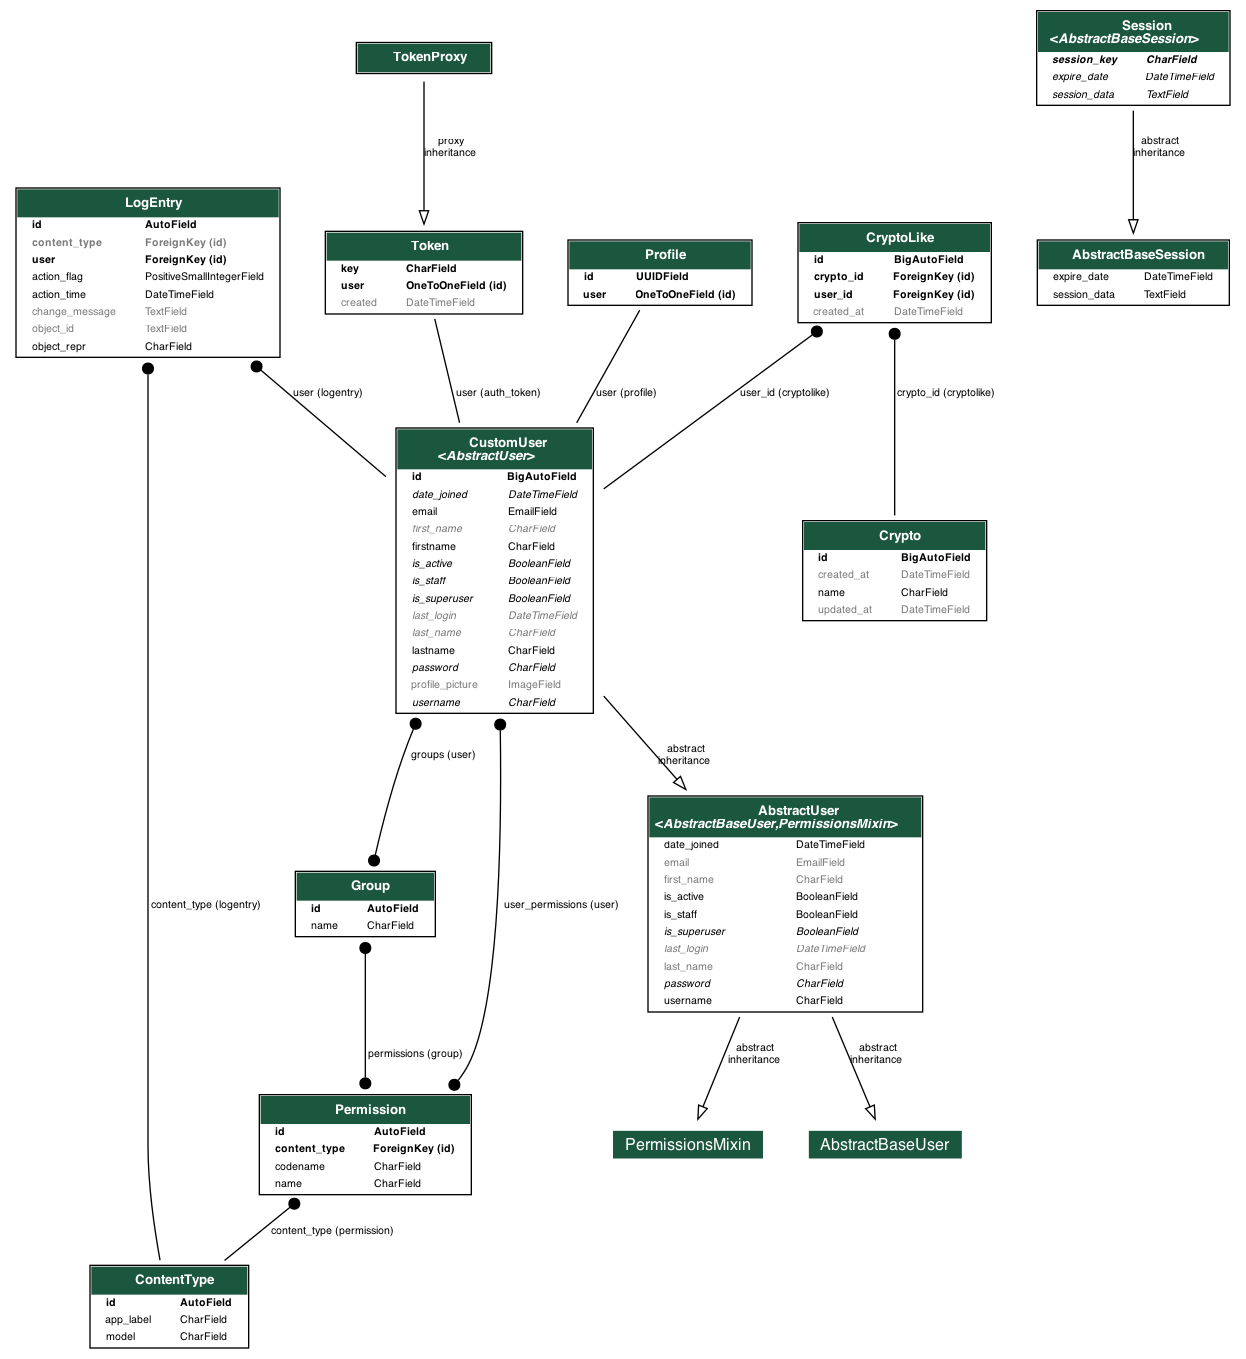 Session
<AbstractBaseSession>
session_key CharField
expire_date DateTimeField
session_data TextField
TokenProxy
proxy
inheritance
abstract
inheritance
LogEntry
id AutoField
content_type ForeignKey (id)
user ForeignKey (id)
action_flag PositiveSmallIntegerField
action_time DateTimeField
change_message TextField
object_id TextField
object_repr CharField
Token
key CharField
user OneToOneField (id)
created DateTimeField
Profile
id UUIDField
user OneToOneField (id)
CryptoLike
id BigAutoField
crypto_id ForeignKey (id)
user_id ForeignKey (id)
created_at DateTimeField
AbstractBaseSession
expire_date DateTimeField
session_data TextField
user (logentry)
user (auth_token)
user (profile)
user_id (cryptolike)
crypto_id (cryptolike)
CustomUser
<AbstractUser>
id BigAutoField
date_joined DateTimeField
email EmailField
first_name CharField
firstname CharField
is_active BooleanField
is_staff BooleanField
is_superuser BooleanField
last_login DateTimeField
last_name CharField
lastname CharField
password CharField
profile_picture ImageField
username CharField
Crypto
id BigAutoField
created_at DateTimeField
name CharField
updated_at DateTimeField
groups (user)
abstract
inheritance
AbstractUser
<AbstractBaseUser,PermissionsMixin>
date_joined DateTimeField
email EmailField
first_name CharField
is_active BooleanField
is_staff BooleanField
is_superuser BooleanField
last_login DateTimeField
last_name CharField
password CharField
username CharField
Group
id AutoField
name CharField
content_type (logentry)
user_permissions (user)
permissions (group)
abstract
inheritance
abstract
inheritance
Permission
id AutoField
content_type ForeignKey (id)
codename CharField
name CharField
PermissionsMixin
AbstractBaseUser
content_type (permission)
ContentType
id AutoField
app_label CharField
model CharField